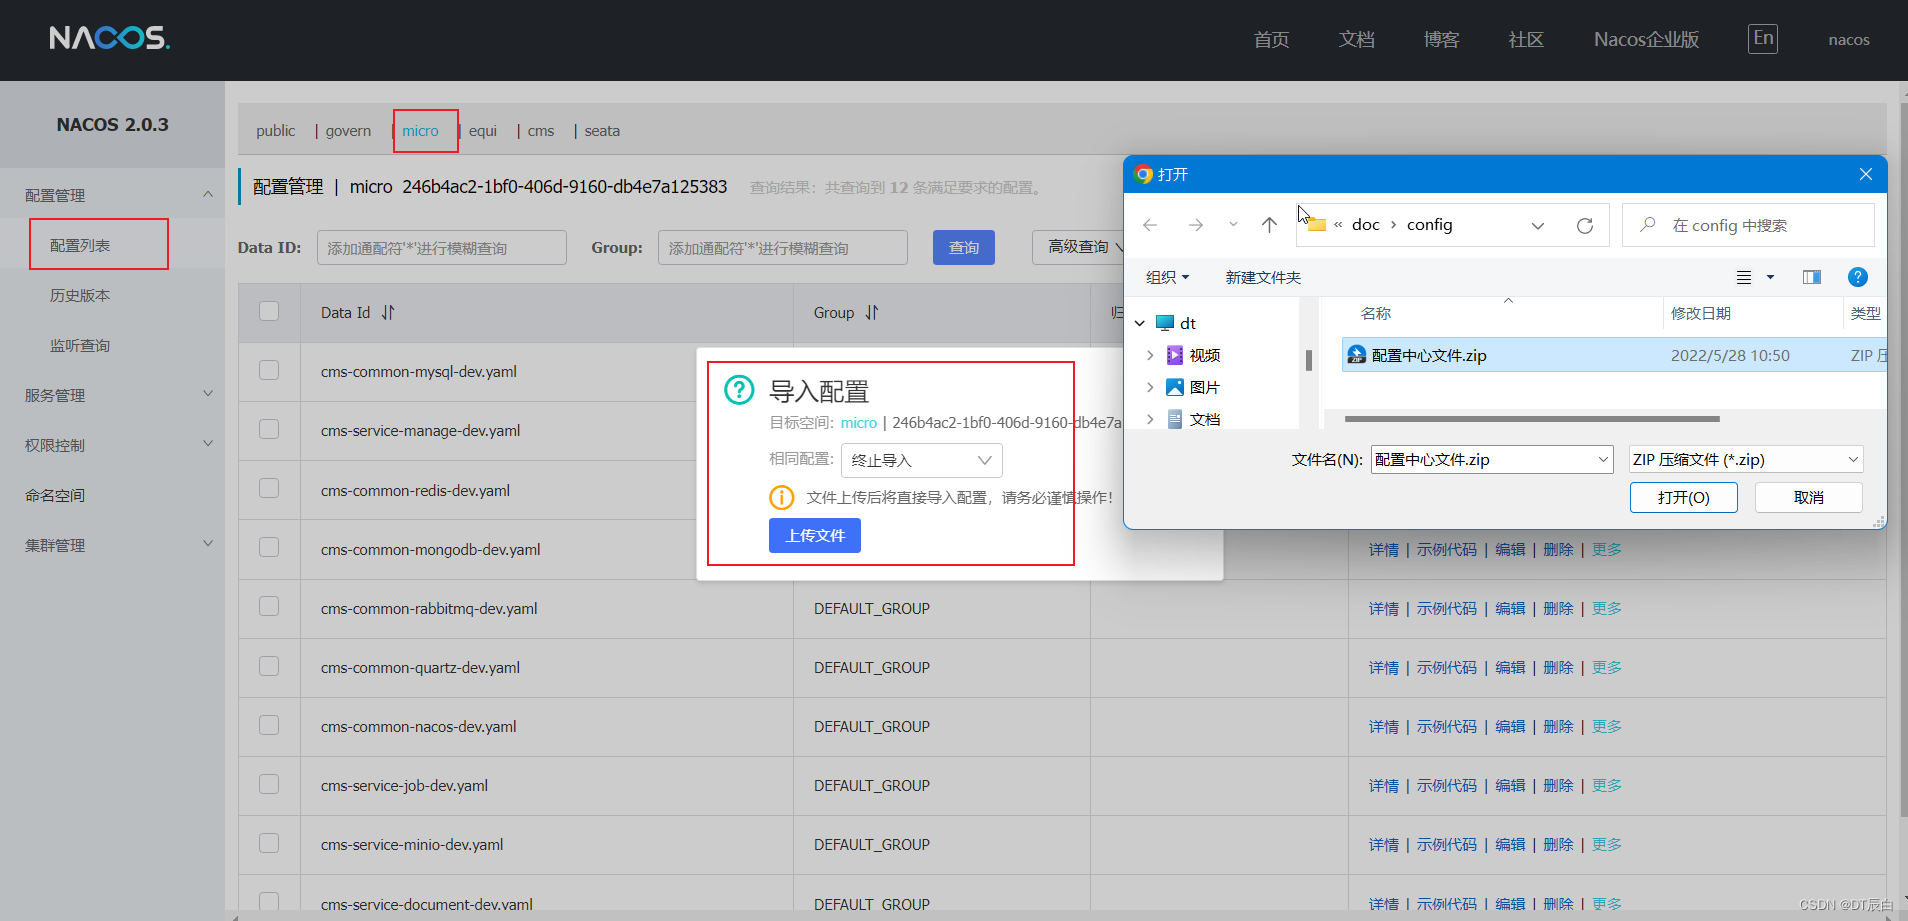 NACOS.
首页 文档 博客 社区 Nacos企业版 En nacos
NACOS 2.0.3
配置管理
配置列表
历史版本
监听查询
服务管理
权限控制
命名空间
集群管理
public | govern | micro | equi | cms | seata
配置管理 | micro 246b4ac2-1bf0-406d-9160-db4e7a125383 查询结果：共查询到 12 条满足要求的配置。
Data ID: 添加通配符'*'进行模糊查询 Group: 添加通配符'*'进行模糊查询 查询 高级查询
Data Id Group 归
cms-common-mysql-dev.yaml
cms-service-manage-dev.yaml
cms-common-redis-dev.yaml
cms-common-mongodb-dev.yaml 详情 | 示例代码 | 编辑 | 删除 | 更多
cms-common-rabbitmq-dev.yaml DEFAULT_GROUP 详情 | 示例代码 | 编辑 | 删除 | 更多
cms-common-quartz-dev.yaml DEFAULT_GROUP 详情 | 示例代码 | 编辑 | 删除 | 更多
cms-common-nacos-dev.yaml DEFAULT_GROUP 详情 | 示例代码 | 编辑 | 删除 | 更多
cms-service-job-dev.yaml DEFAULT_GROUP 详情 | 示例代码 | 编辑 | 删除 | 更多
cms-service-minio-dev.yaml DEFAULT_GROUP 详情 | 示例代码 | 编辑 | 删除 | 更多
cms-service-document-dev.yaml DEFAULT_GROUP 详情 | 示例代码 | 编辑 | 删除 | 更多
导入配置
目标空间: micro | 246b4ac2-1bf0-406d-9160-db4e7a
相同配置: 终止导入
文件上传后将直接导入配置，请务必谨慎操作！
上传文件
打开
« doc › config 在 config 中搜索
组织 新建文件夹
名称 修改日期 类型
dt
视频
图片
文档
配置中心文件.zip 2022/5/28 10:50 ZIP 压
文件名(N): 配置中心文件.zip ZIP 压缩文件 (*.zip)
打开(O) 取消
CSDN @DT辰白